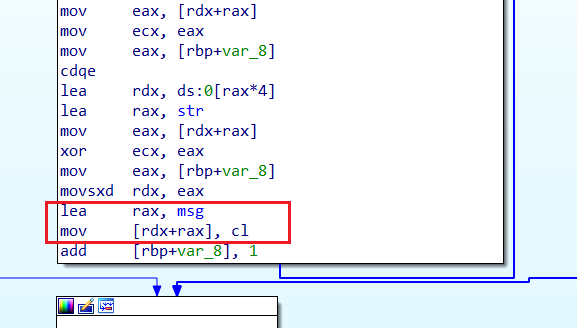 mov eax, [rdx+rax]
mov ecx, eax
mov eax, [rbp+var_8]
cdqe
lea rdx, ds:0[rax*4]
lea rax, str
mov eax, [rdx+rax]
xor ecx, eax
mov eax, [rbp+var_8]
movsxd rdx, eax
lea rax, msg
mov [rdx+rax], cl
add [rbp+var_8], 1